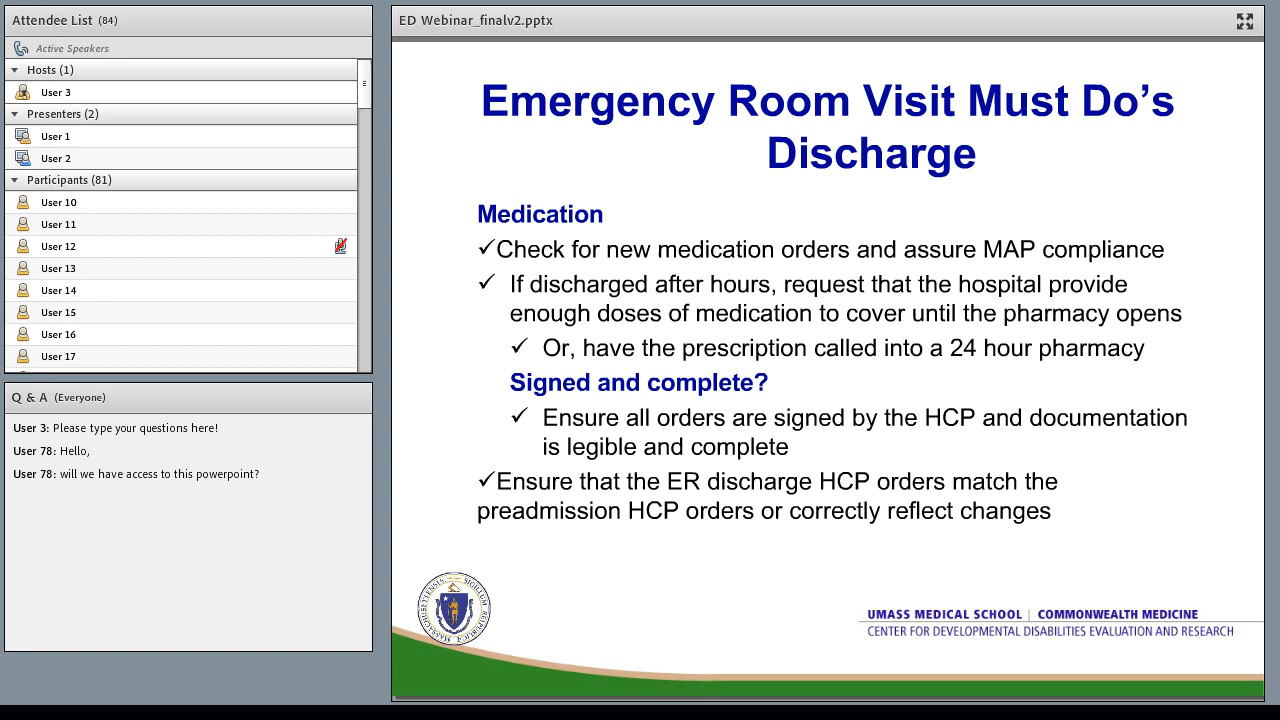 Attendee List (84)
Active Speakers
Hosts (1)
User 3
Presenters (2)
User 1
User 2
Participants (81)
User 10
User 11
User 12
User 13
User 14
User 15
User 16
User 17
Q & A (Everyone)
User 3: Please type your questions here!
User 78: Hello,
User 78: will we have access to this powerpoint?
ED Webinar_finalv2.pptx
Emergency Room Visit Must Do’s
Discharge
Medication
✓Check for new medication orders and assure MAP compliance
✓ If discharged after hours, request that the hospital provide
enough doses of medication to cover until the pharmacy opens
✓ Or, have the prescription called into a 24 hour pharmacy
Signed and complete?
✓ Ensure all orders are signed by the HCP and documentation
is legible and complete
✓Ensure that the ER discharge HCP orders match the
preadmission HCP orders or correctly reflect changes
UMASS MEDICAL SCHOOL | COMMONWEALTH MEDICINE
CENTER FOR DEVELOPMENTAL DISABILITIES EVALUATION AND RESEARCH